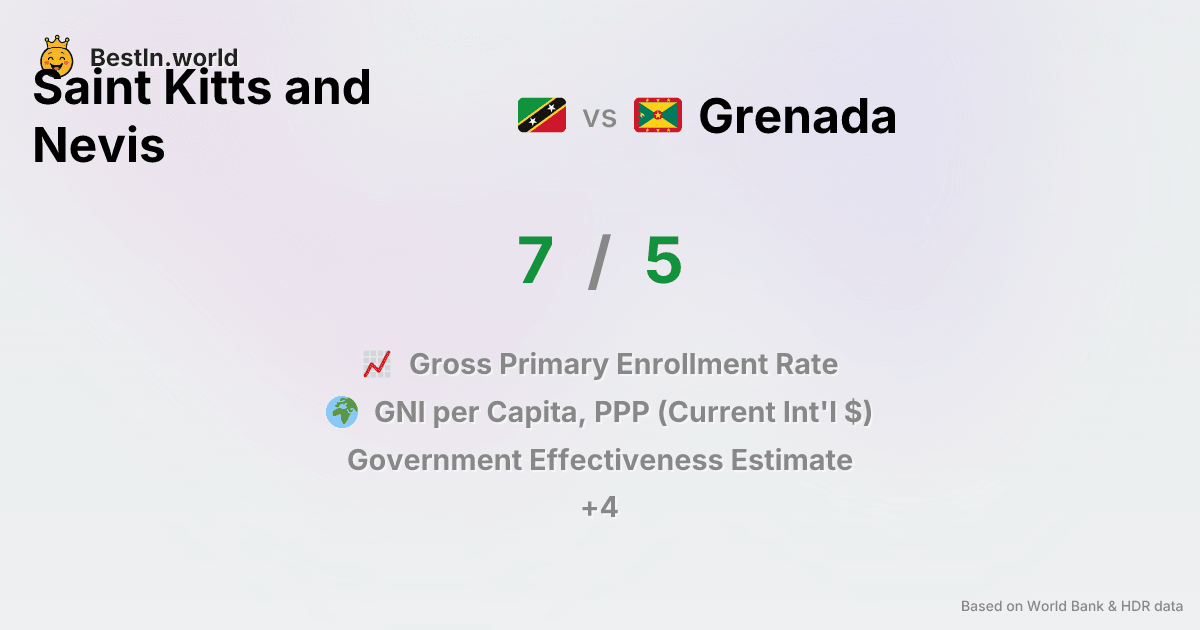 BestIn.world
Saint Kitts and
Nevis
vs
Grenada
7 / 5
Gross Primary Enrollment Rate
GNI per Capita, PPP (Current Int'l $)
Government Effectiveness Estimate
+4
Based on World Bank & HDR data